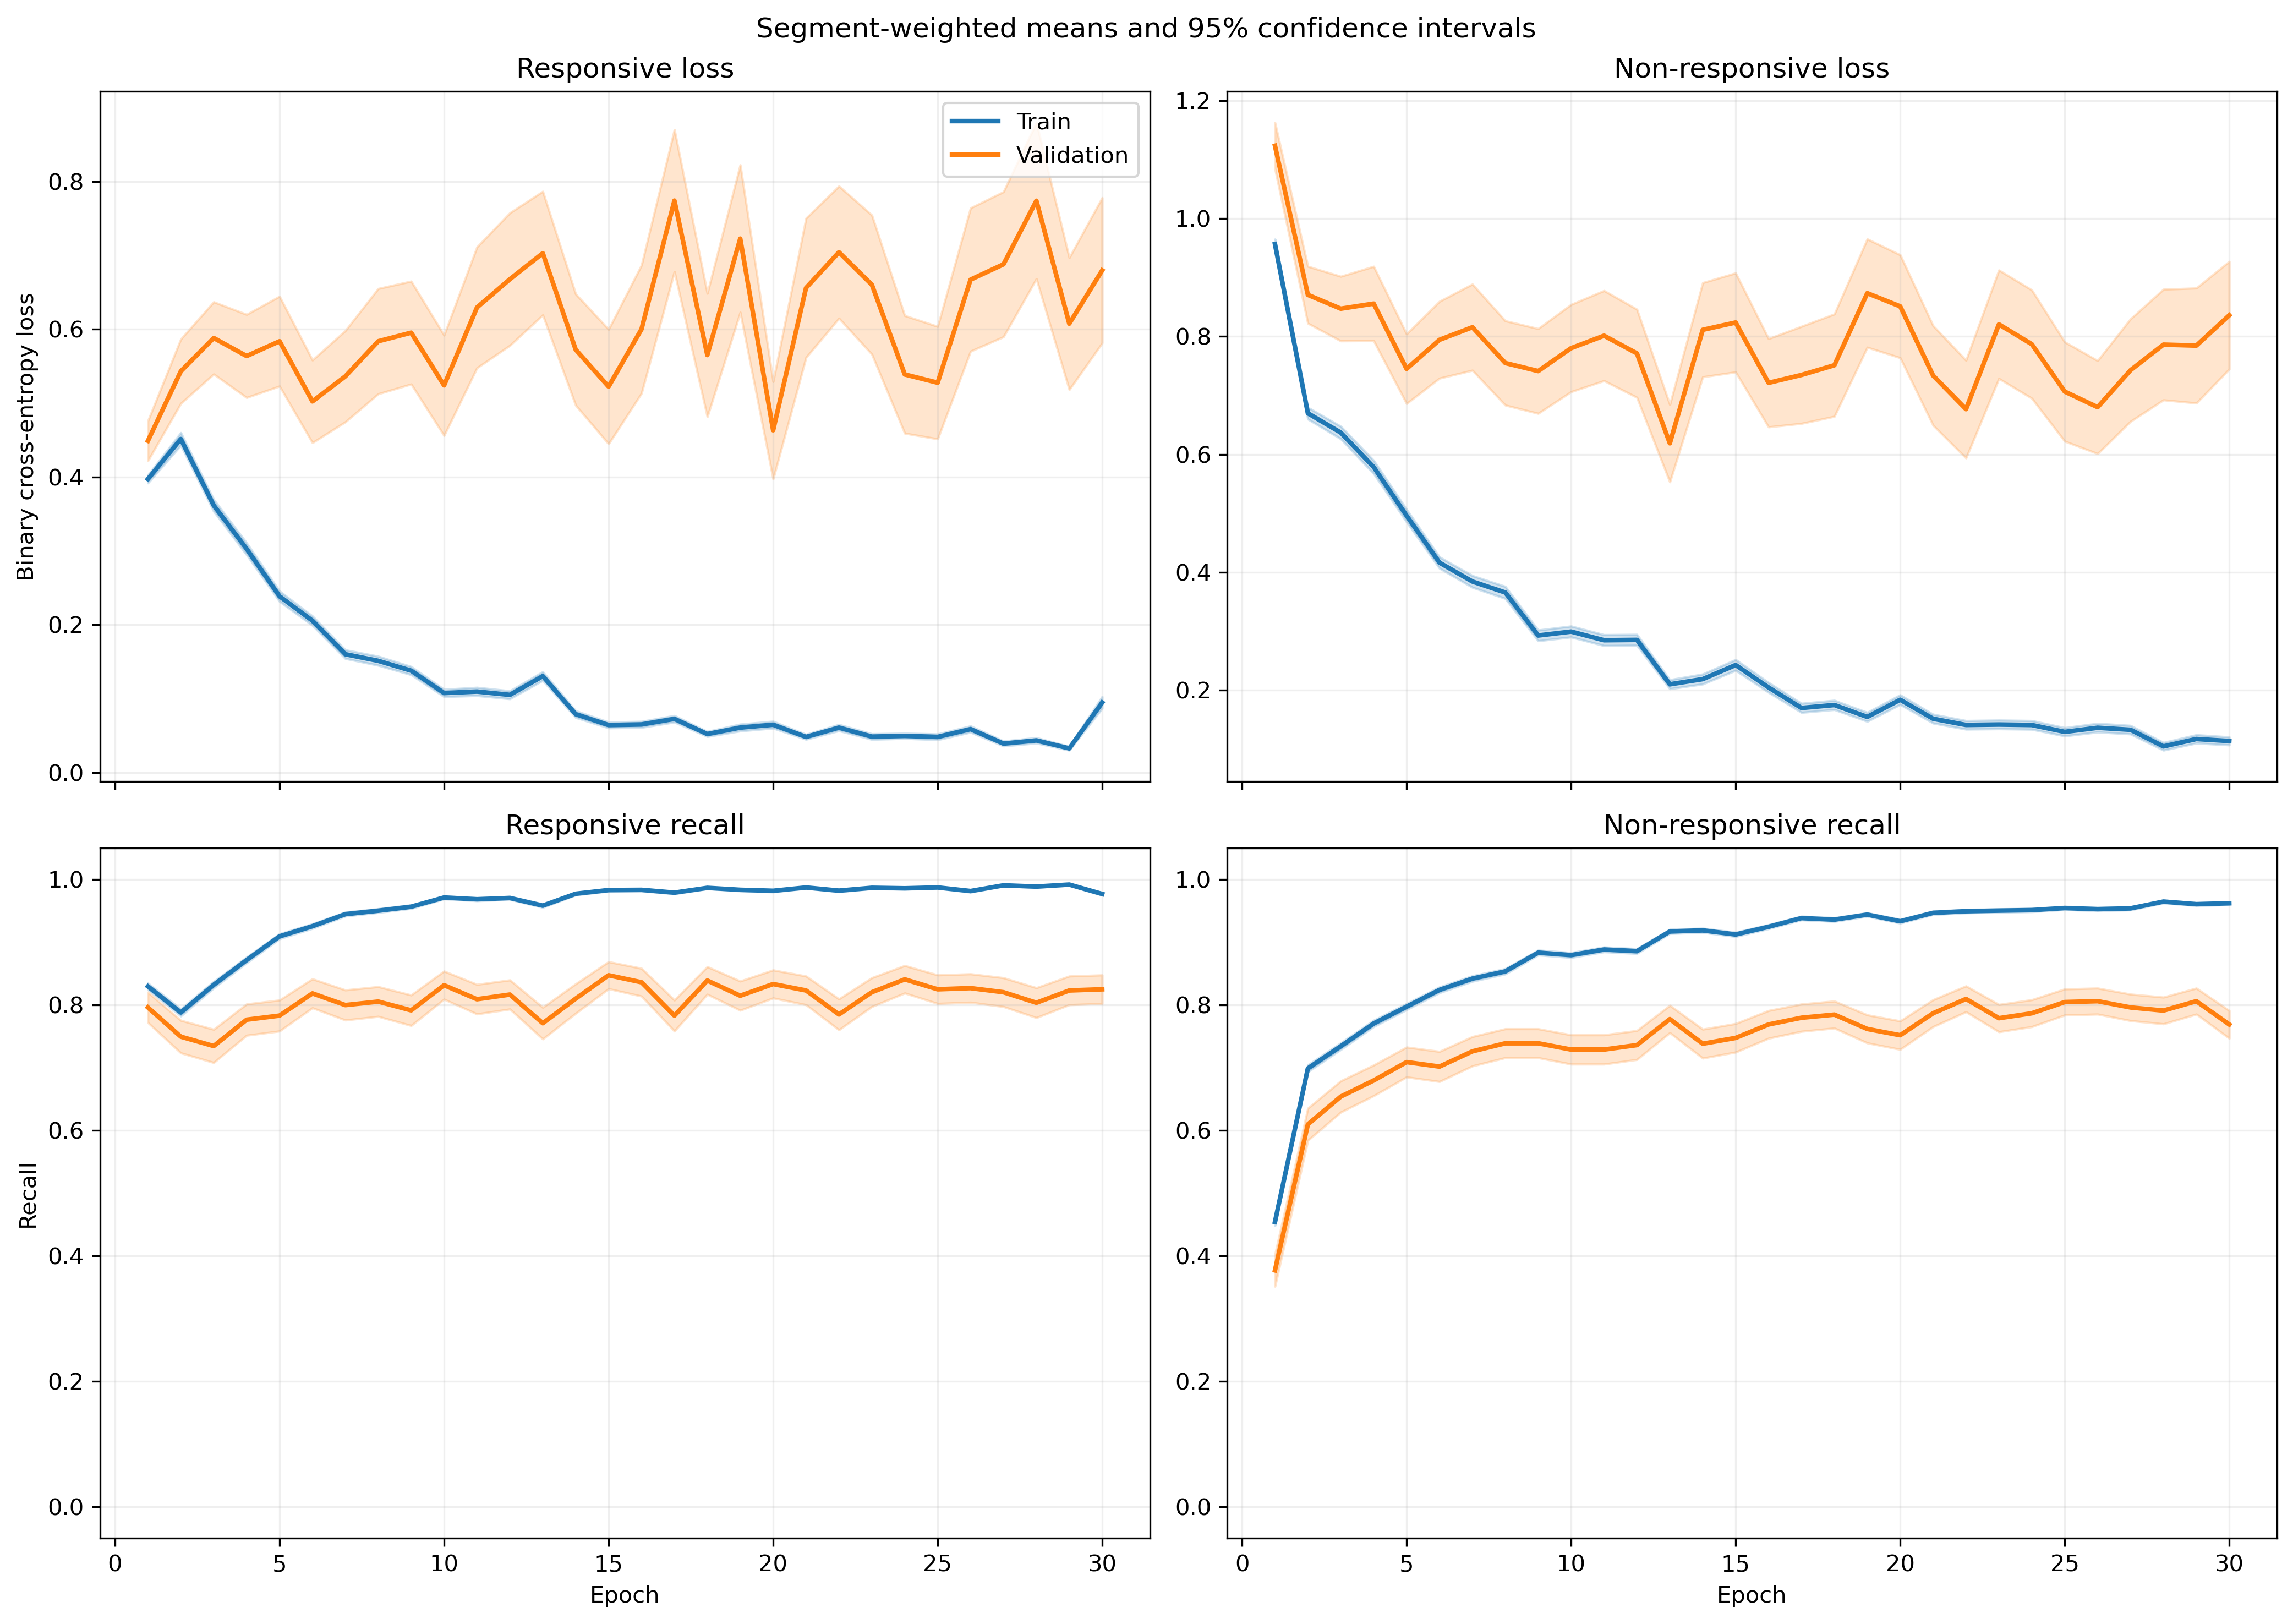 Segment-weighted means and 95% confidence intervals
Responsive loss
Non-responsive loss
Train
Validation
Binary cross-entropy loss
0.8
0.6
0.4
0.2
0.0
1.2
1.0
0.8
0.6
0.4
0.2
Responsive recall
Non-responsive recall
Recall
1.0
0.8
0.6
0.4
0.2
0.0
0 5 10 15 20 25 30
Epoch
1.0
0.8
0.6
0.4
0.2
0.0
0 5 10 15 20 25 30
Epoch